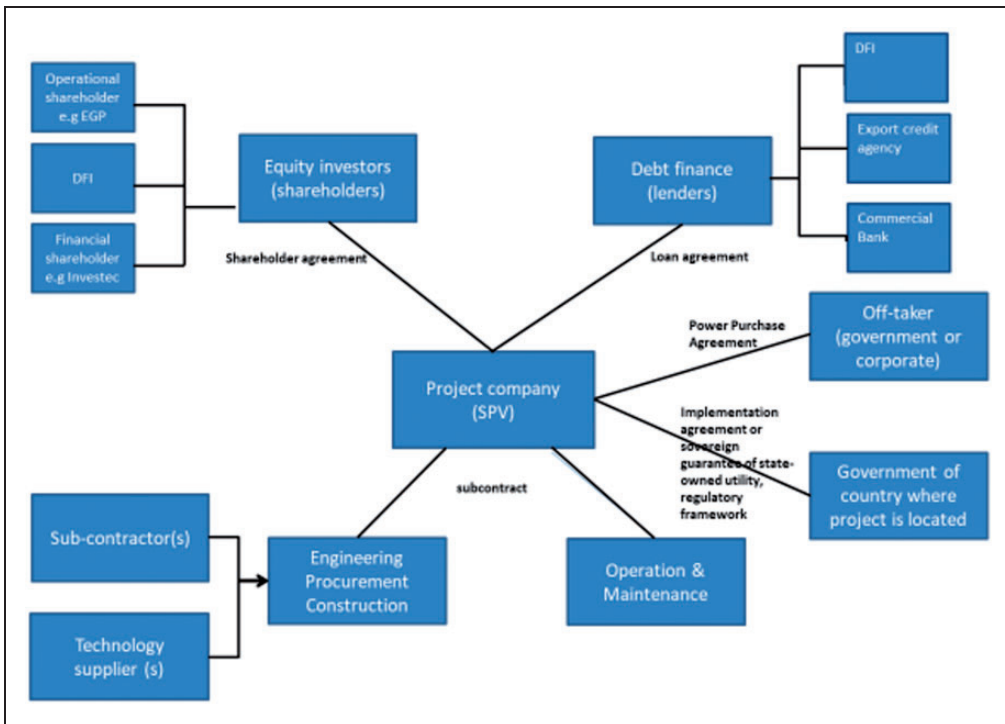 Operational
shareholder
e.g EGP
DFI
Financial
shareholder
e.g Investec
Equity investors
(shareholders)
Debt finance
(lenders)
DFI
Export credit
agency
Commercial
Bank
Shareholder agreement
Loan agreement
Power Purchase
Agreement
Off-taker
(government or
corporate)
Project company
(SPV)
Implementation
agreement or
sovereign
guarantee of state-
owned utility,
regulatory
framework
Government of
country where
project is located
subcontract
Sub-contractor(s)
Technology
supplier (s)
Engineering
Procurement
Construction
Operation &
Maintenance